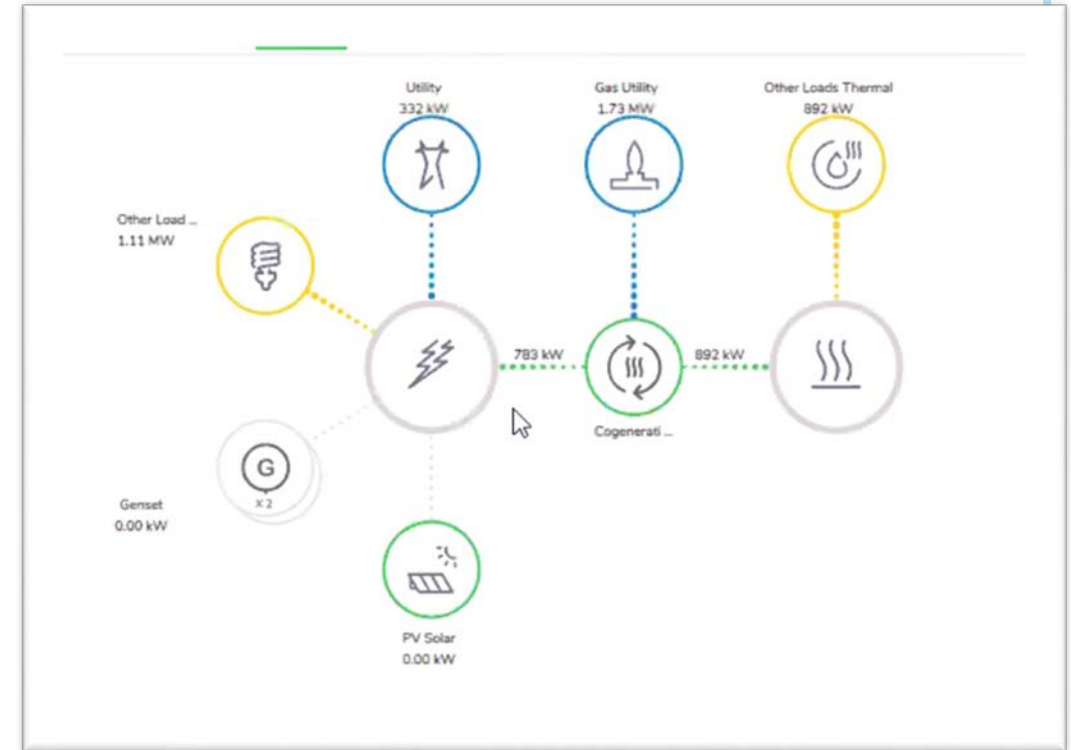 Utility
332 kW
Gas Utility
1.73 MW
Other Loads Thermal
892 kW
Other Load ...
1.11 MW
783 kW
892 kW
Cogenerati ...
G
X 2
Genset
0.00 kW
PV Solar
0.00 kW